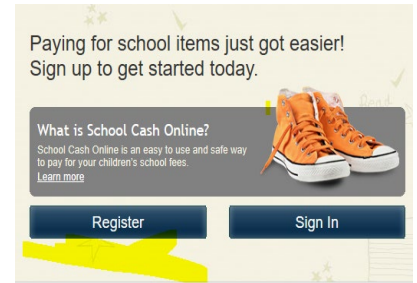 Paying for school items just got easier!
Sign up to get started today.
What is School Cash Online?
School Cash Online is an easy to use and safe way
to pay for your children's school fees.
Learn more
Register
Sign In